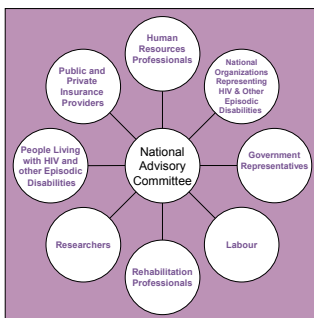 Human
Resources
Professionals
National
Organizations
Representing
HIV & Other
Episodic
Disabilities
Government
Representatives
Labour
Rehabilitation
Professionals
Researchers
People Living
with HIV and
other Episodic
Disabilities
Public and
Private
Insurance
Providers
National
Advisory
Committee